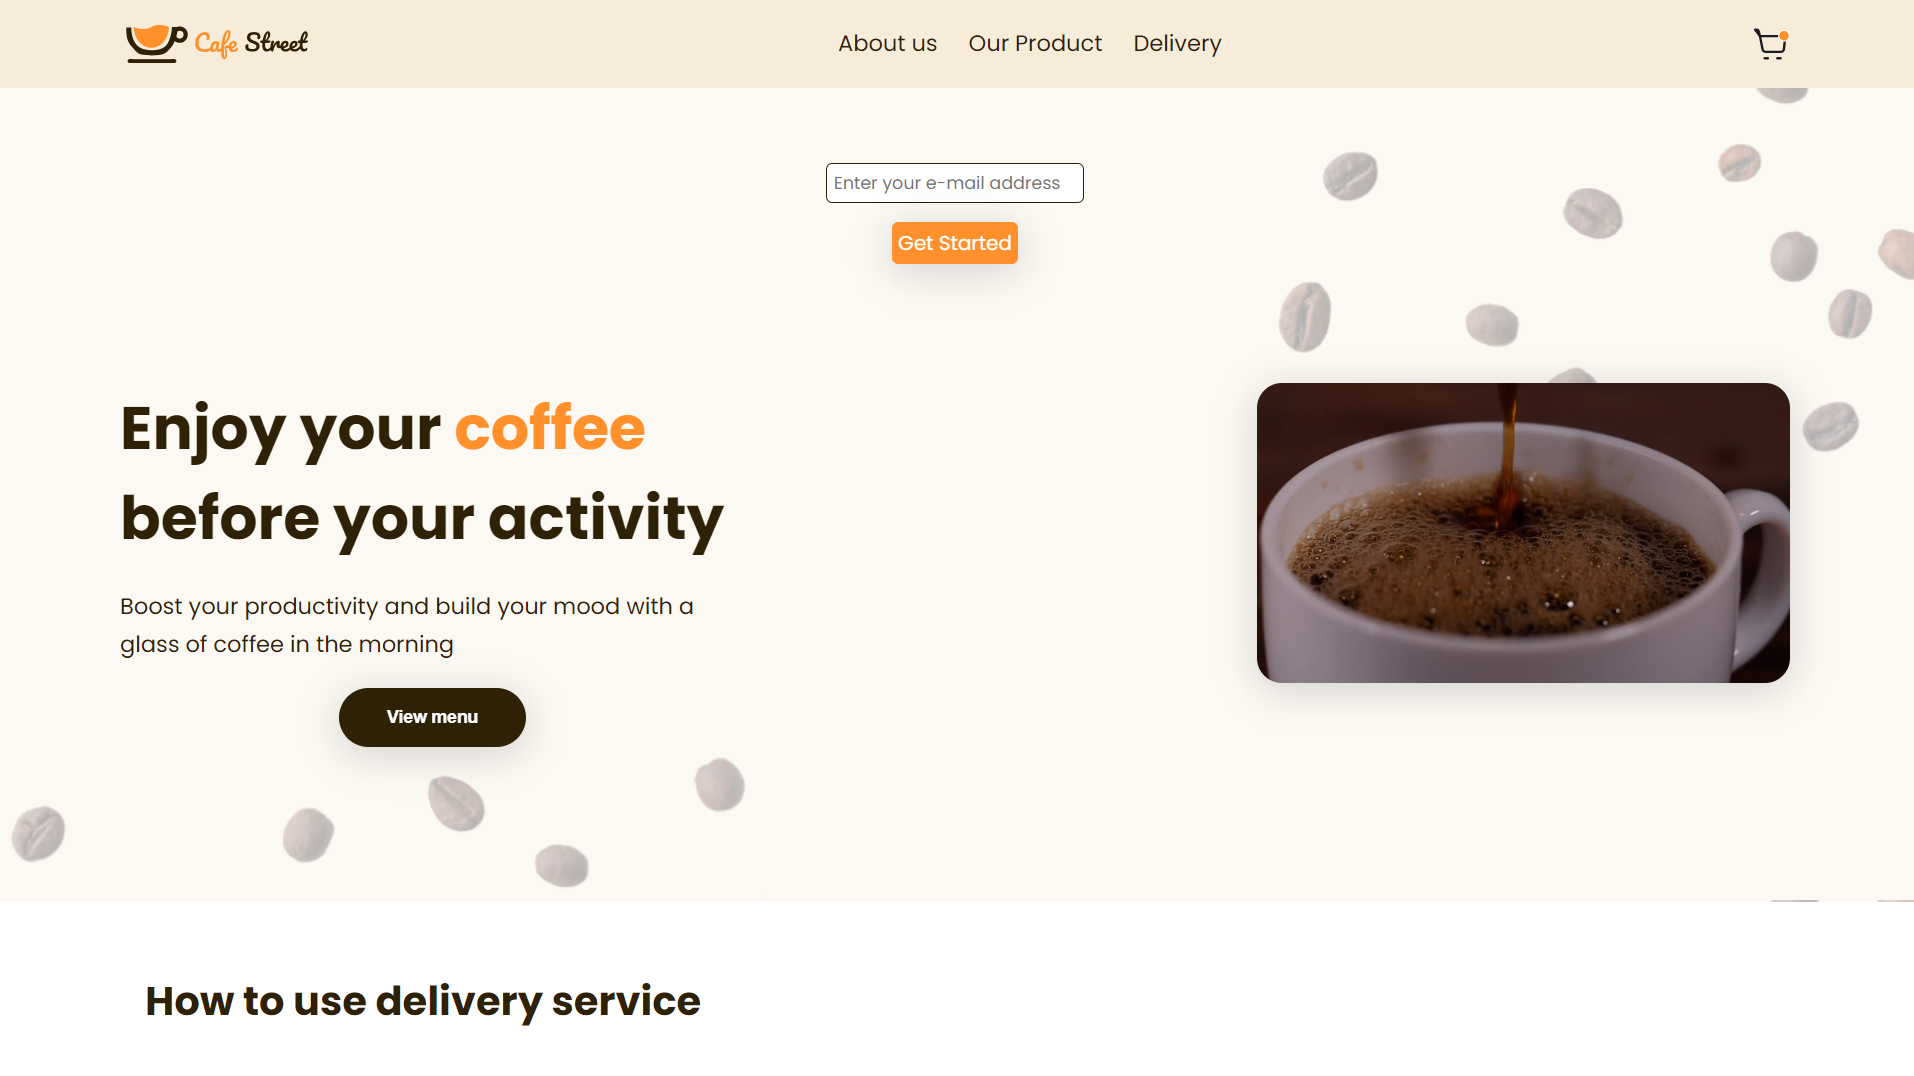 Cafe Street
About us
Our Product
Delivery
Enter your e-mail address
Get Started
Enjoy your coffee
before your activity
Boost your productivity and build your mood with a
glass of coffee in the morning
View menu
How to use delivery service